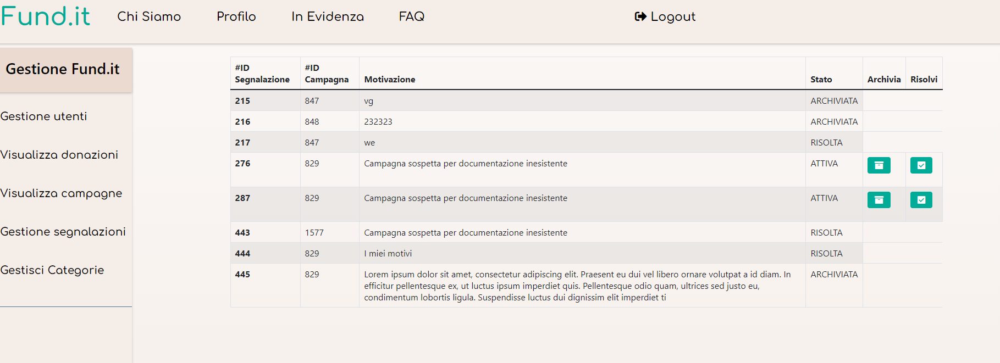 Fund.it Chi Siamo Profilo In Evidenza FAQ Logout
Gestione Fund.it
Gestione utenti
Visualizza donazioni
Visualizza campagne
Gestione segnalazioni
Gestisci Categorie
#ID Segnalazione #ID Campagna Motivazione Stato Archivia Risolvi
215 847 vg ARCHIVIATA
216 848 232323 ARCHIVIATA
217 847 we RISOLTA
276 829 Campagna sospetta per documentazione inesistente ATTIVA
287 829 Campagna sospetta per documentazione inesistente ATTIVA
443 1577 Campagna sospetta per documentazione inesistente RISOLTA
444 829 I miei motivi RISOLTA
445 829 Lorem ipsum dolor sit amet, consectetur adipiscing elit. Praesent eu dui vel libero ornare volutpat a id diam. In ARCHIVIATA
efficitur pellentesque ex, ut luctus ipsum imperdiet quis. Pellentesque odio quam, ultrices sed justo eu,
condimentum lobortis ligula. Suspendisse luctus dui dignissim elit imperdiet ti